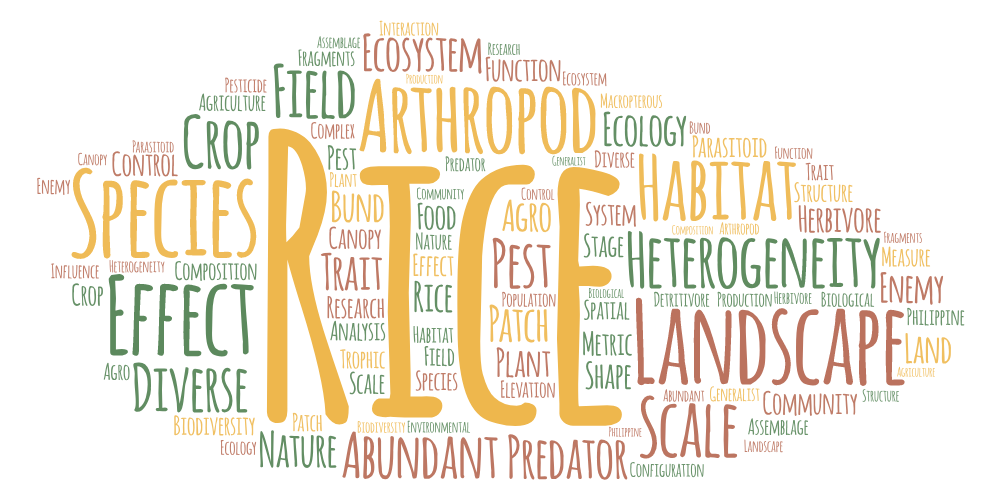 Interaction
Assemblage
Ecosystem
Research
Fragments
Function
Ecosystem
Pesticide
Field
Production
Agriculture
Arthropod
Macropterous
Crop
Complex
Ecology
Bund
Parasitoid
Pest
Predator
Generalist
Diverse
Parasitoid
Function
Canopy
Control
Enemy
Species
Plant
Rice
Community
Control
Habitat
Trait
Structure
Bund
Food
Agro
System
Herbivore
Canopy
Nature
Composition
Arthropod
Fragments
Influence
Heterogeneity
Composition
Trait
Effect
Pest
Stage
Heterogeneity
Measure
Crop
Effect
Research
Rice
Population
Biological
Spatial
Detritivore
Production
Herbivore
Biological
Enemy
Analysis
Habitat
Patch
Metric
Landscape
Philippine
Trophic
Field
Plant
Land
Agro
Diverse
Scale
Species
Elevation
Shape
Agriculture
Abundant
Generalist
Community
Structure
Biodiversity
Patch
Biodiversity
Environmental
Philippine
Scale
Assemblage
Ecology
Nature
Abundant
Predator
Configuration
Landscape